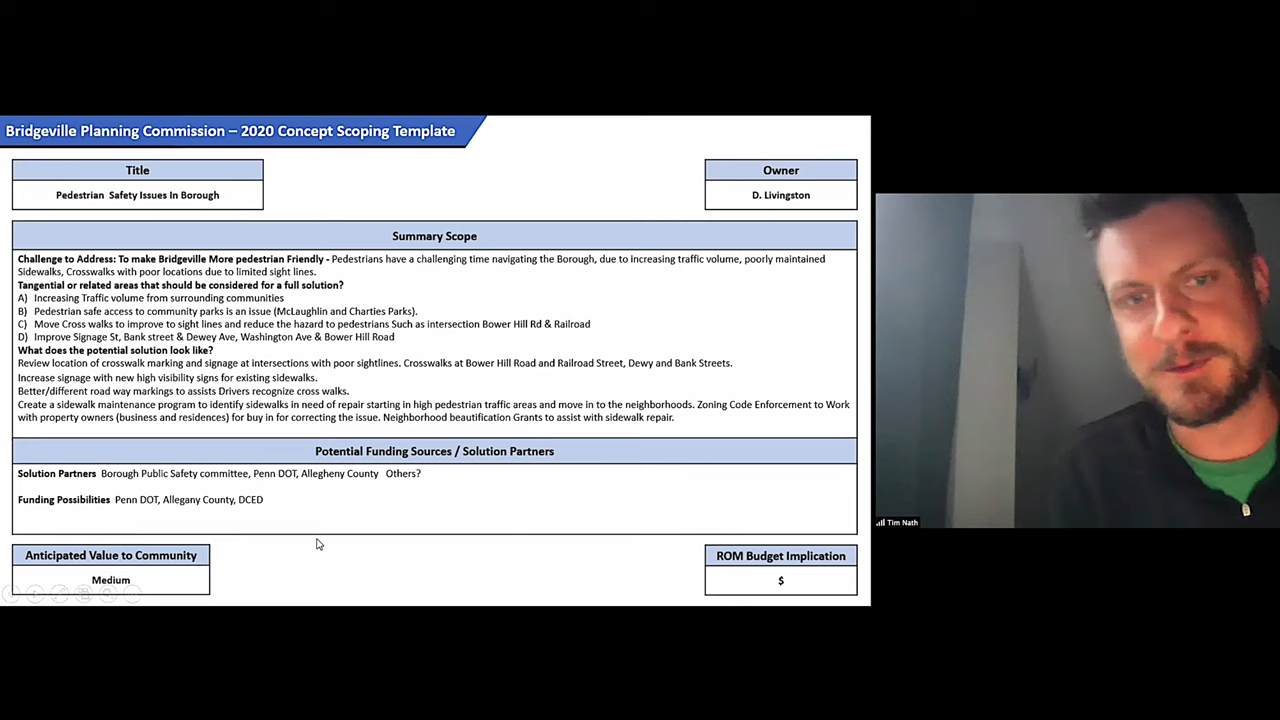 Bridgeville Planning Commission – 2020 Concept Scoping Template
Title
Owner
Pedestrian Safety Issues In Borough
D. Livingston
Summary Scope
Challenge to Address: To make Bridgeville More pedestrian Friendly - Pedestrians have a challenging time navigating the Borough, due to increasing traffic volume, poorly maintained
Sidewalks, Crosswalks with poor locations due to limited sight lines.
Tangential or related areas that should be considered for a full solution?
A) Increasing Traffic volume from surrounding communities
B) Pedestrian safe access to community parks is an issue (McLaughlin and Charties Parks).
C) Move Cross walks to improve to sight lines and reduce the hazard to pedestrians Such as intersection Bower Hill Rd & Railroad
D) Improve Signage St, Bank street & Dewey Ave, Washington Ave & Bower Hill Road
What does the potential solution look like?
Review location of crosswalk marking and signage at intersections with poor sightlines. Crosswalks at Bower Hill Road and Railroad Street, Dewy and Bank Streets.
Increase signage with new high visibility signs for existing sidewalks.
Better/different road way markings to assists Drivers recognize cross walks.
Create a sidewalk maintenance program to identify sidewalks in need of repair starting in high pedestrian traffic areas and move in to the neighborhoods. Zoning Code Enforcement to Work
with property owners (business and residences) for buy in for correcting the issue. Neighborhood beautification Grants to assist with sidewalk repair.
Potential Funding Sources / Solution Partners
Solution Partners Borough Public Safety committee, Penn DOT, Allegheny County Others?
Funding Possibilities Penn DOT, Allegany County, DCED
Anticipated Value to Community
ROM Budget Implication
Medium
$
Tim Nath